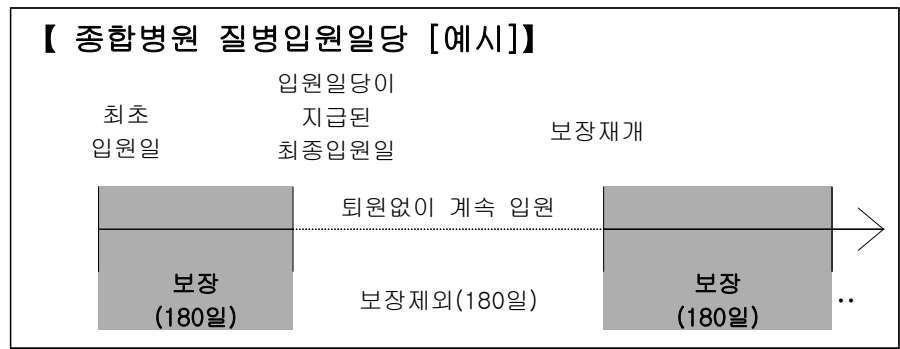 【 종합병원 질병입원일당 [예시]】
최초
입원일
입원일당이
지급된
최종입원일
보장재개
퇴원없이 계속 입원
보장
(180일)
보장제외(180일)
보장
(180일)
..